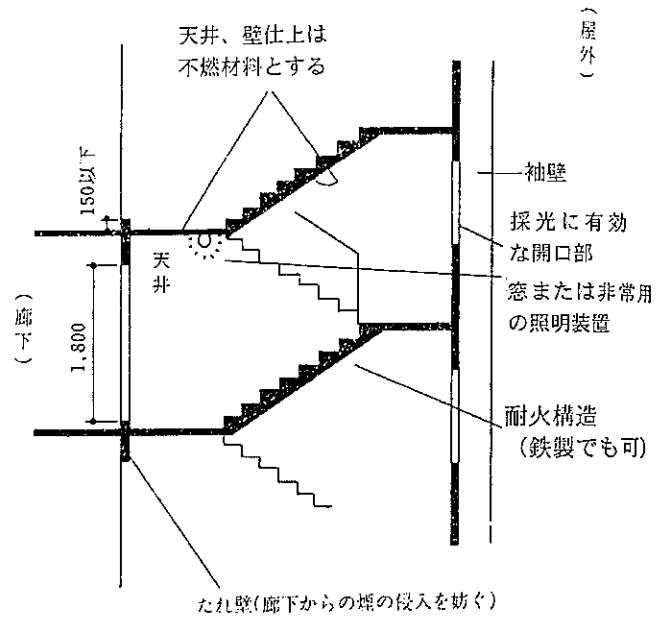 （屋外）
天井、壁仕上は
不燃材料とする
150以下
袖壁
採光に有効
な開口部
天井
窓または非常用
の照明装置
（廊下）
1,800
耐火構造
（鉄製でも可）
たれ壁(廊下からの煙の侵入を妨ぐ)